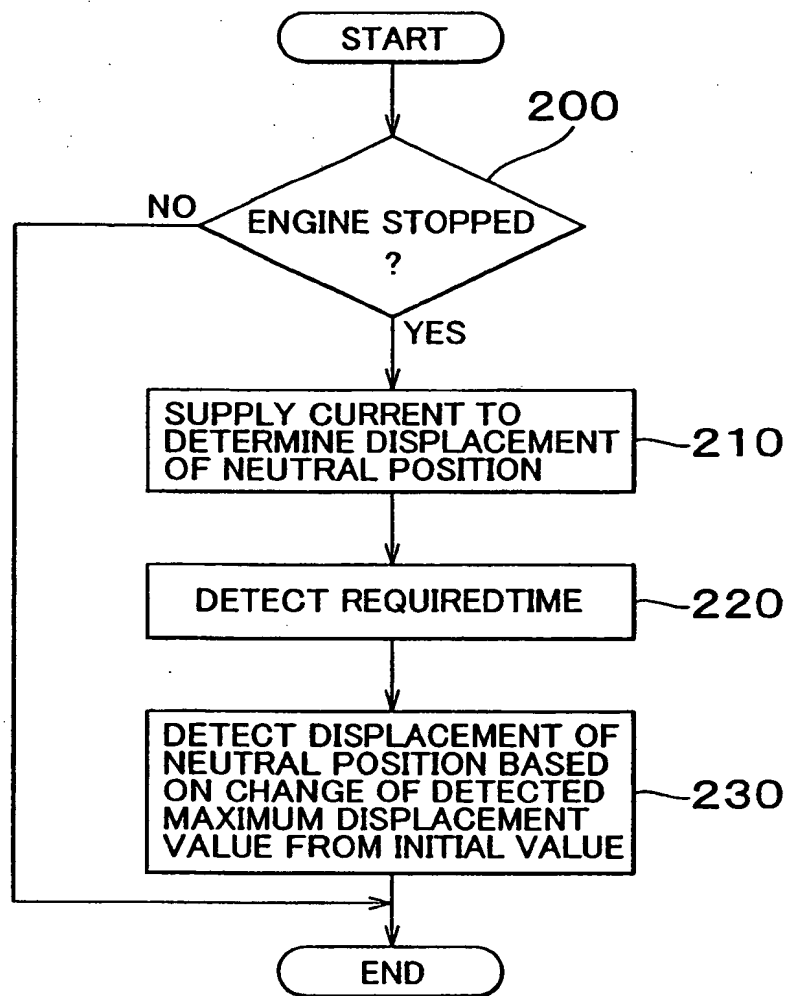 START
200
NO
ENGINE STOPPED
?
YES
SUPPLY CURRENT TO
DETERMINE DISPLACEMENT
OF NEUTRAL POSITION
210
DETECT REQUIREDTIME
220
DETECT DISPLACEMENT OF
NEUTRAL POSITION BASED
ON CHANGE OF DETECTED
MAXIMUM DISPLACEMENT
VALUE FROM INITIAL VALUE
230
END